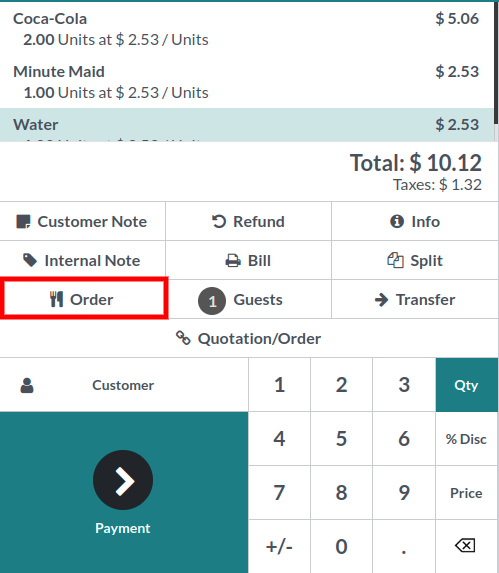 Coca-Cola $ 5.06
2.00 Units at $ 2.53 / Units
Minute Maid $ 2.53
1.00 Units at $ 2.53 / Units
Water $ 2.53
Total: $ 10.12
Taxes: $ 1.32
Customer Note Refund Info
Internal Note Bill Split
Order 1 Guests Transfer
Quotation/Order
Customer 1 2 3 Qty
4 5 6 % Disc
7 8 9 Price
Payment
+/- 0 .